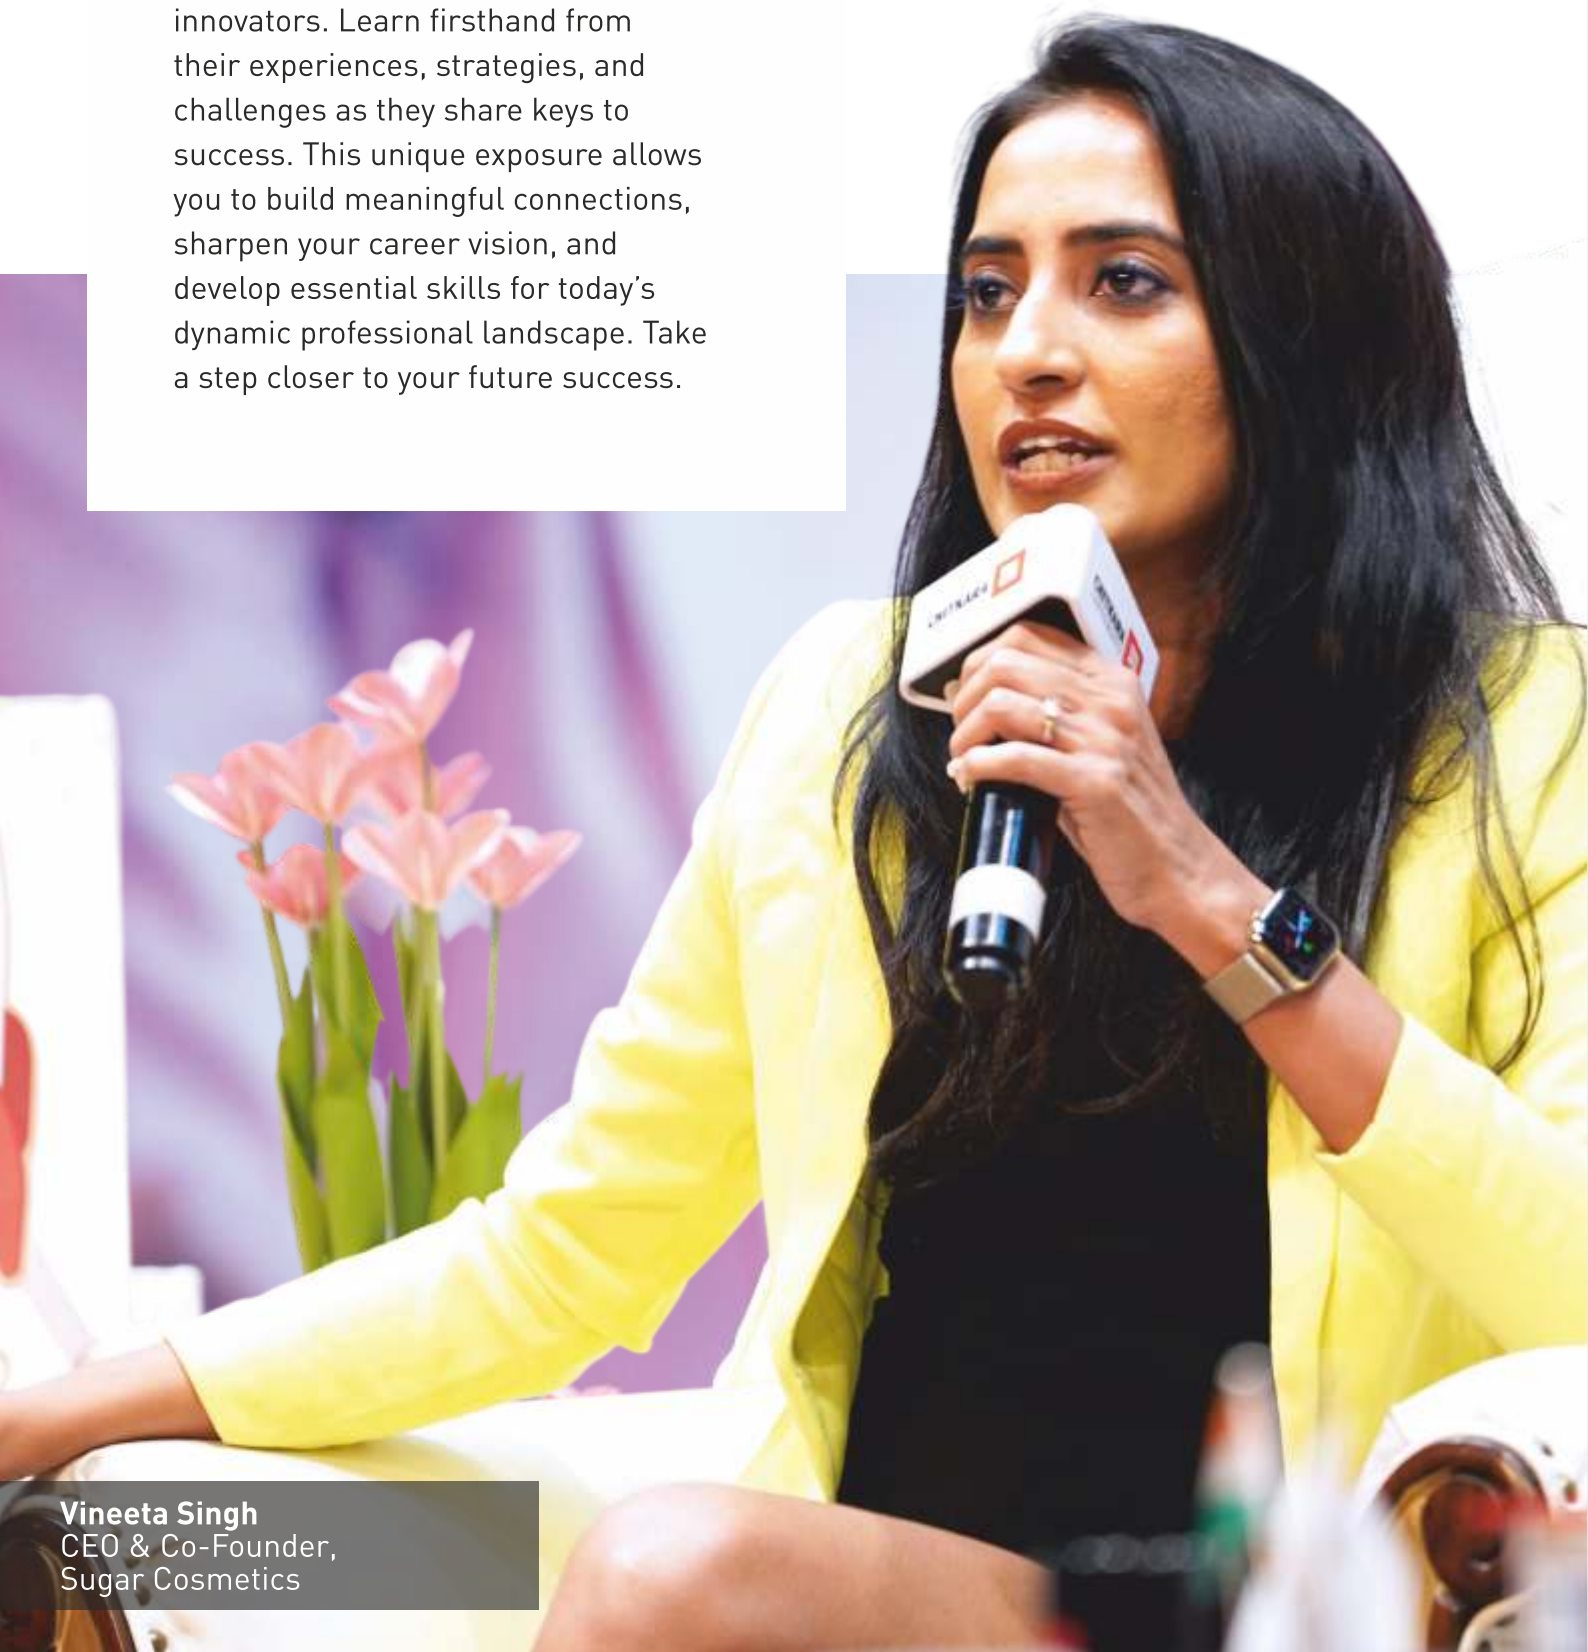 innovators. Learn firsthand from
their experiences, strategies, and
challenges as they share keys to
success. This unique exposure allows
you to build meaningful connections,
sharpen your career vision, and
develop essential skills for today’s
dynamic professional landscape. Take
a step closer to your future success.
CHITKARA
CHITKARA
Vineeta Singh
CEO & Co-Founder,
Sugar Cosmetics